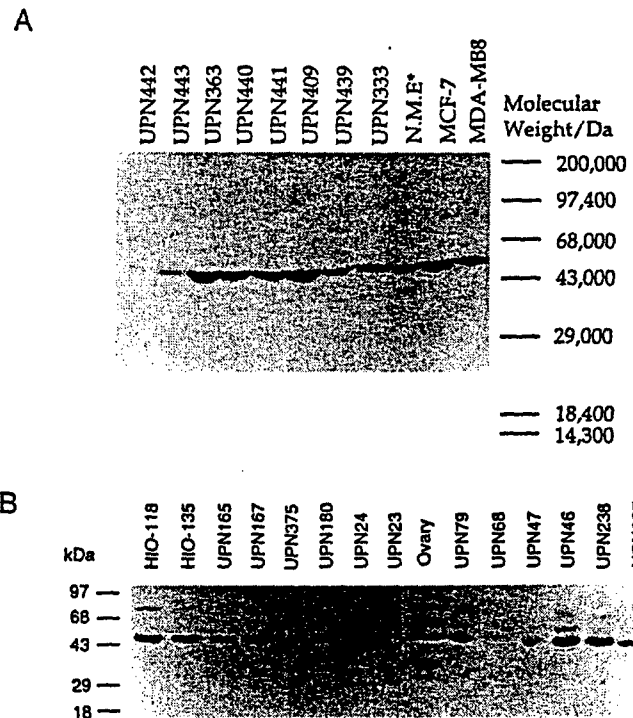 A
UPN442
UPN443
UPN363
UPN440
UPN441
UPN409
UPN439
UPN333
N.M.E*
MCF-7
MDA-MB8
Molecular
Weight/Da
200,000
97,400
68,000
43,000
29,000
18,400
14,300
B
HIO-118
HIO-135
UPN165
UPN167
UPN375
UPN180
UPN24
UPN23
Ovary
UPN79
UPN68
UPN47
UPN46
UPN238
kDa
97
68
43
29
18